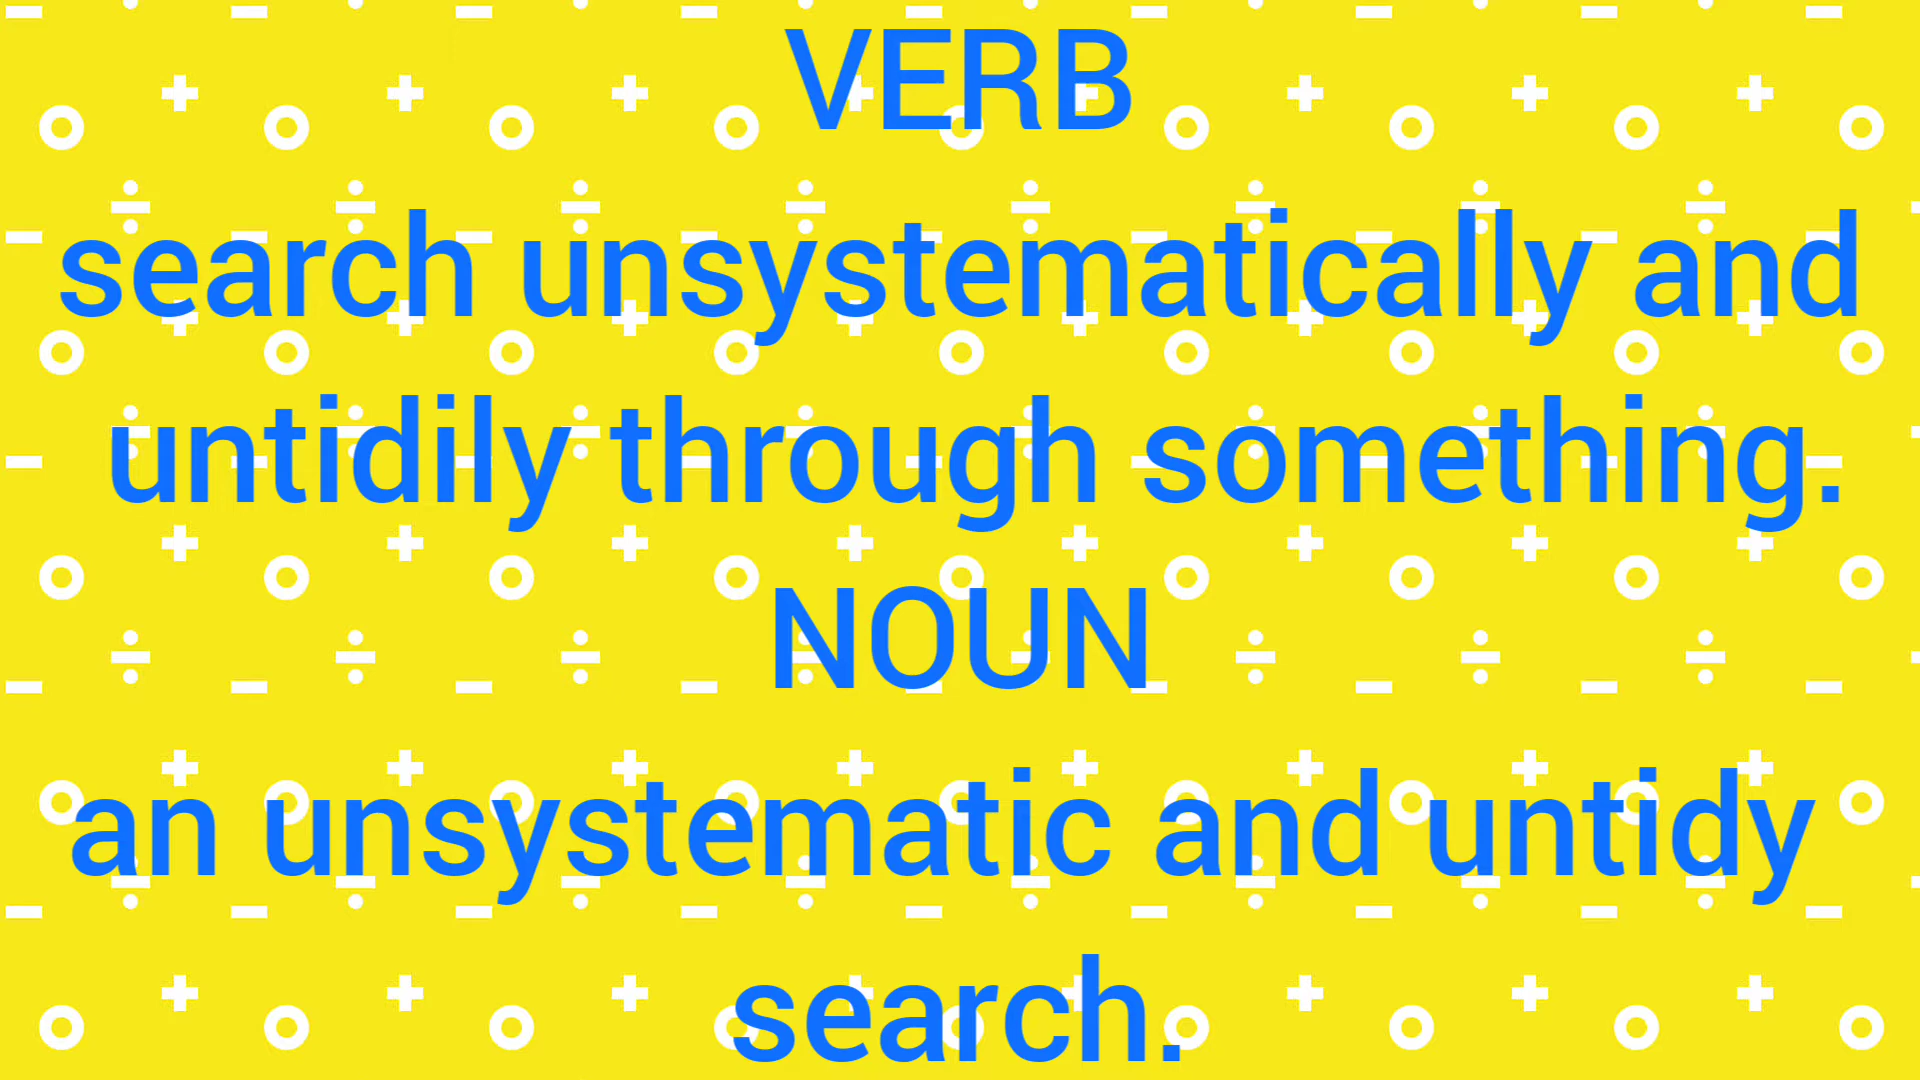 VERB
search unsystematically and
untidily through something.
NOUN
an unsystematic and untidy
search.